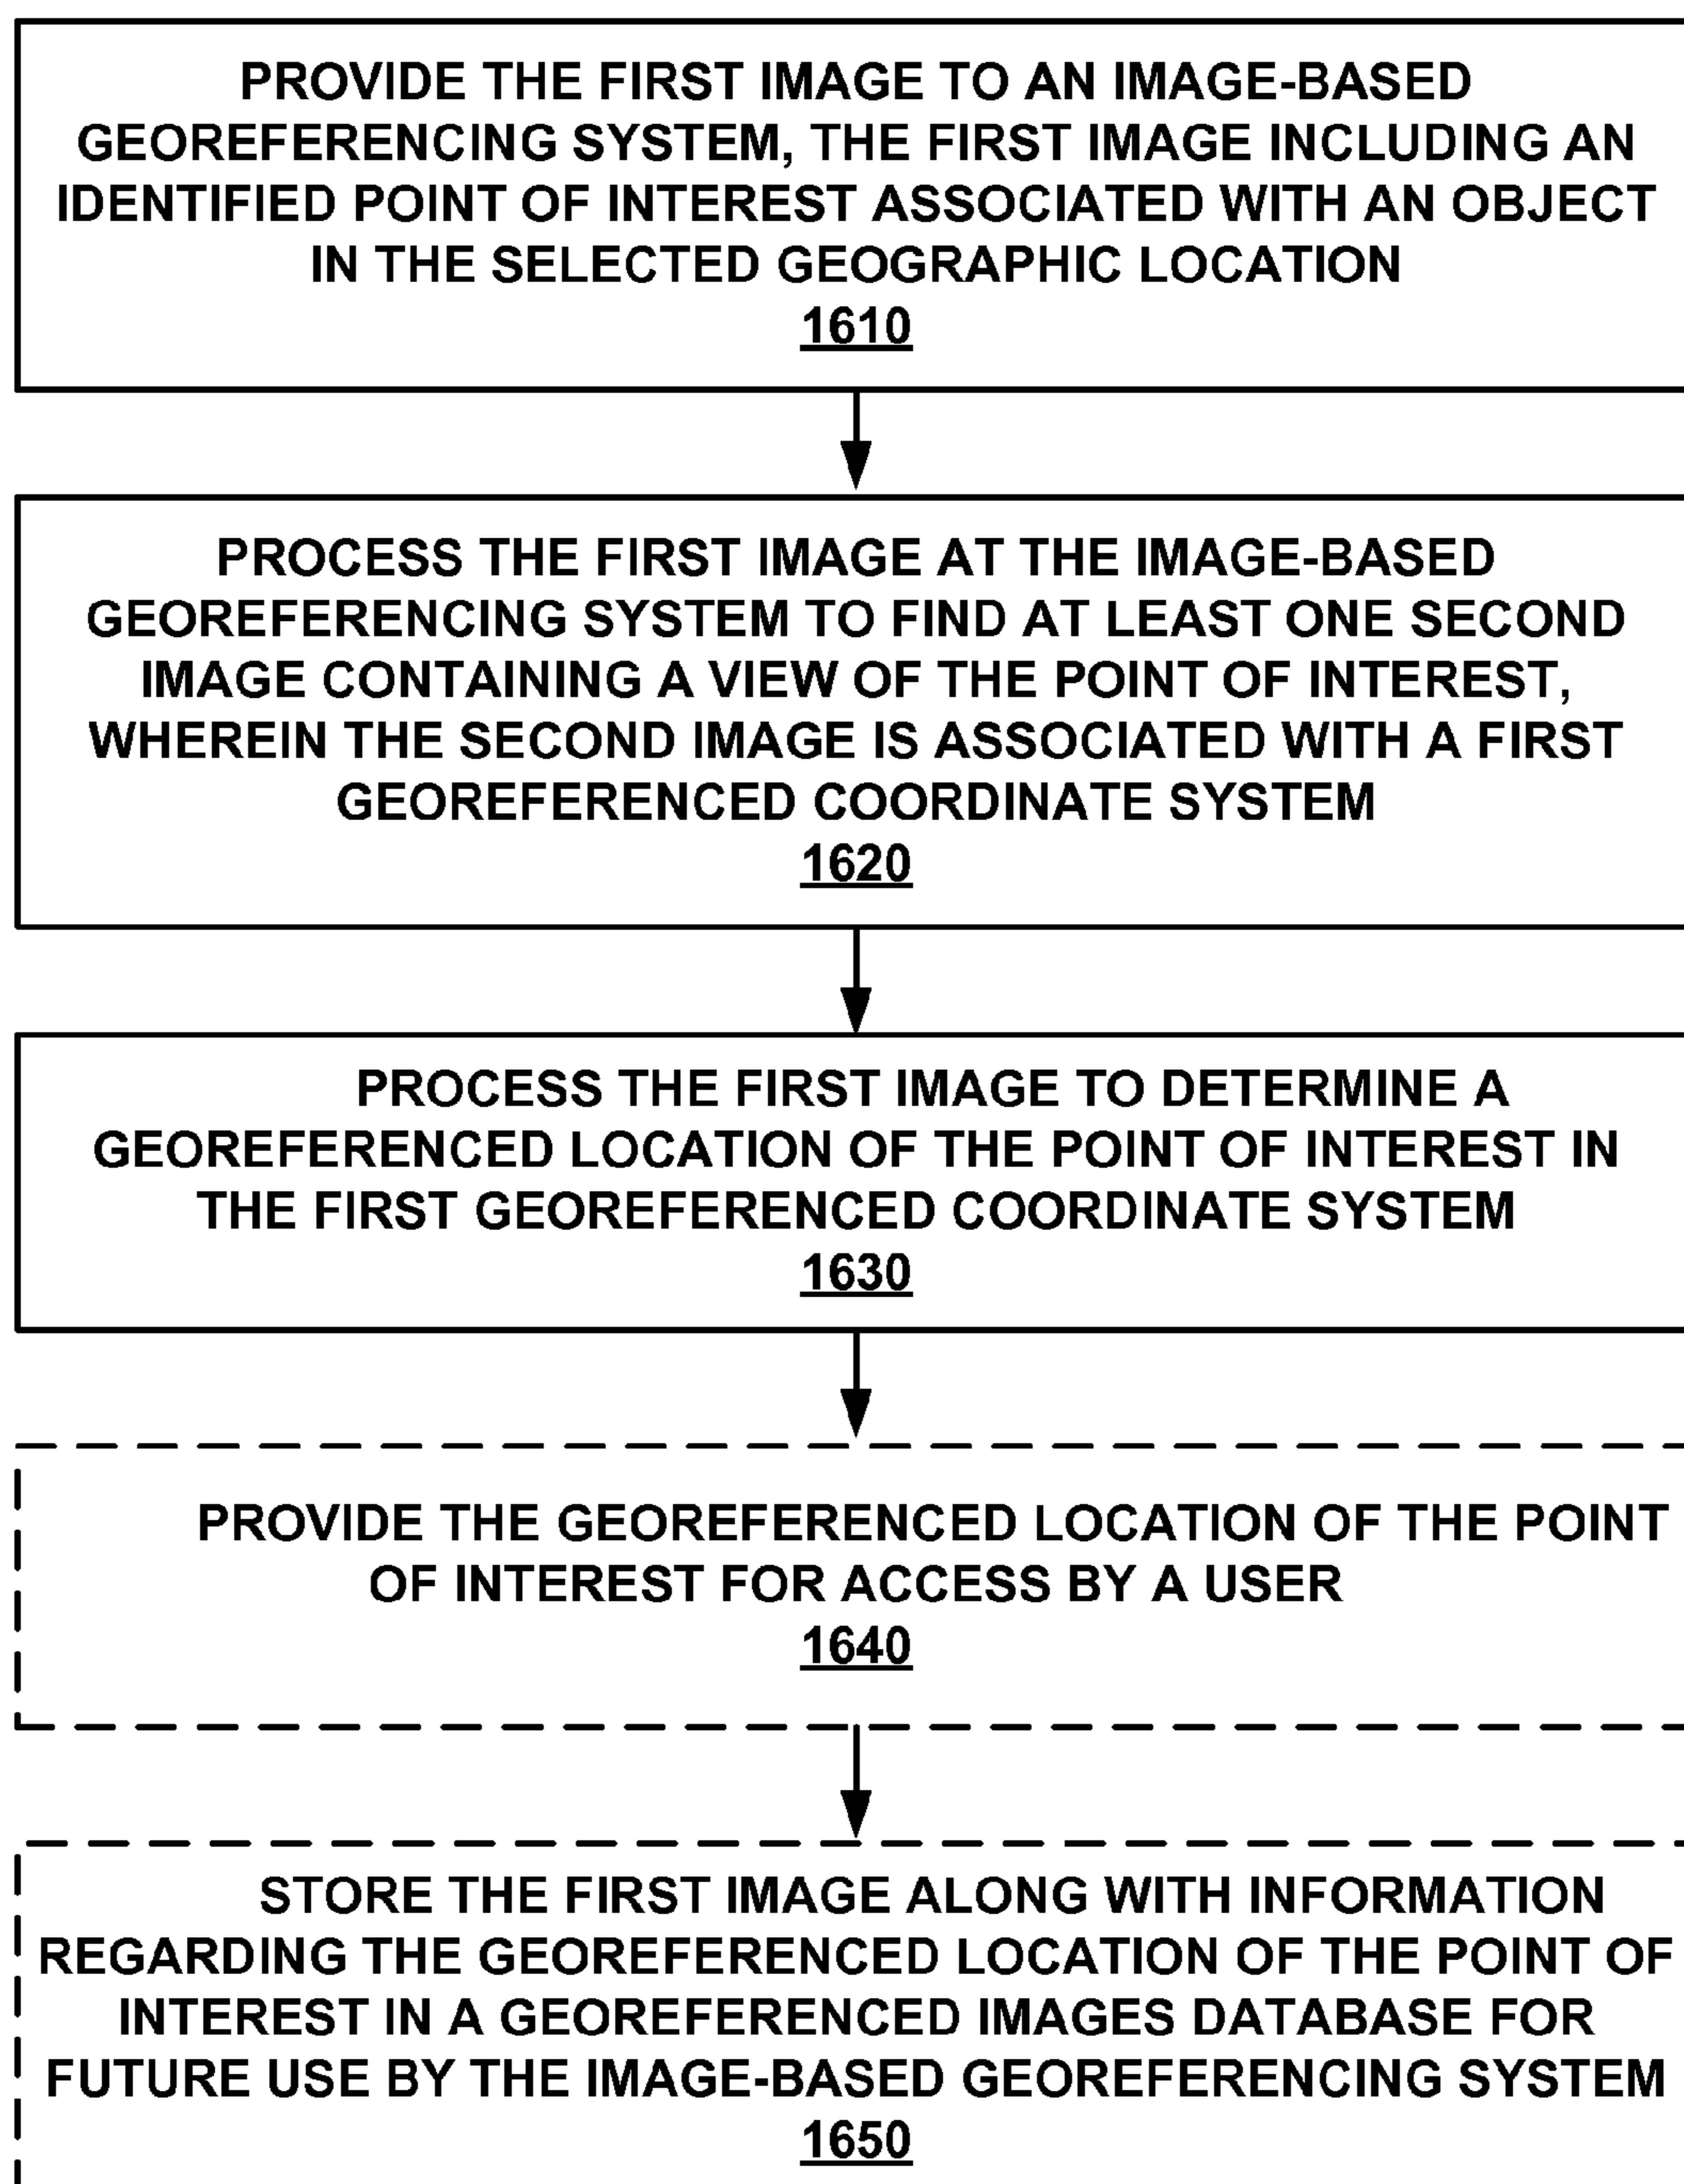 PROVIDE THE FIRST IMAGE TO AN IMAGE-BASED
GEOREFERENCING SYSTEM, THE FIRST IMAGE INCLUDING AN
IDENTIFIED POINT OF INTEREST ASSOCIATED WITH AN OBJECT
IN THE SELECTED GEOGRAPHIC LOCATION
1610
PROCESS THE FIRST IMAGE AT THE IMAGE-BASED
GEOREFERENCING SYSTEM TO FIND AT LEAST ONE SECOND
IMAGE CONTAINING A VIEW OF THE POINT OF INTEREST,
WHEREIN THE SECOND IMAGE IS ASSOCIATED WITH A FIRST
GEOREFERENCED COORDINATE SYSTEM
1620
PROCESS THE FIRST IMAGE TO DETERMINE A
GEOREFERENCED LOCATION OF THE POINT OF INTEREST IN
THE FIRST GEOREFERENCED COORDINATE SYSTEM
1630
PROVIDE THE GEOREFERENCED LOCATION OF THE POINT
OF INTEREST FOR ACCESS BY A USER
1640
STORE THE FIRST IMAGE ALONG WITH INFORMATION
REGARDING THE GEOREFERENCED LOCATION OF THE POINT OF
INTEREST IN A GEOREFERENCED IMAGES DATABASE FOR
FUTURE USE BY THE IMAGE-BASED GEOREFERENCING SYSTEM
1650